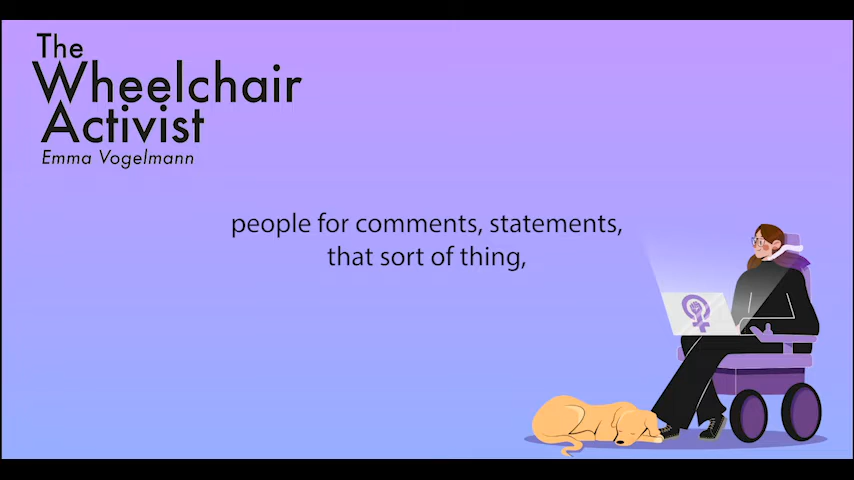 The
Wheelchair
Activist
Emma Vogelmann
people for comments, statements,
that sort of thing,